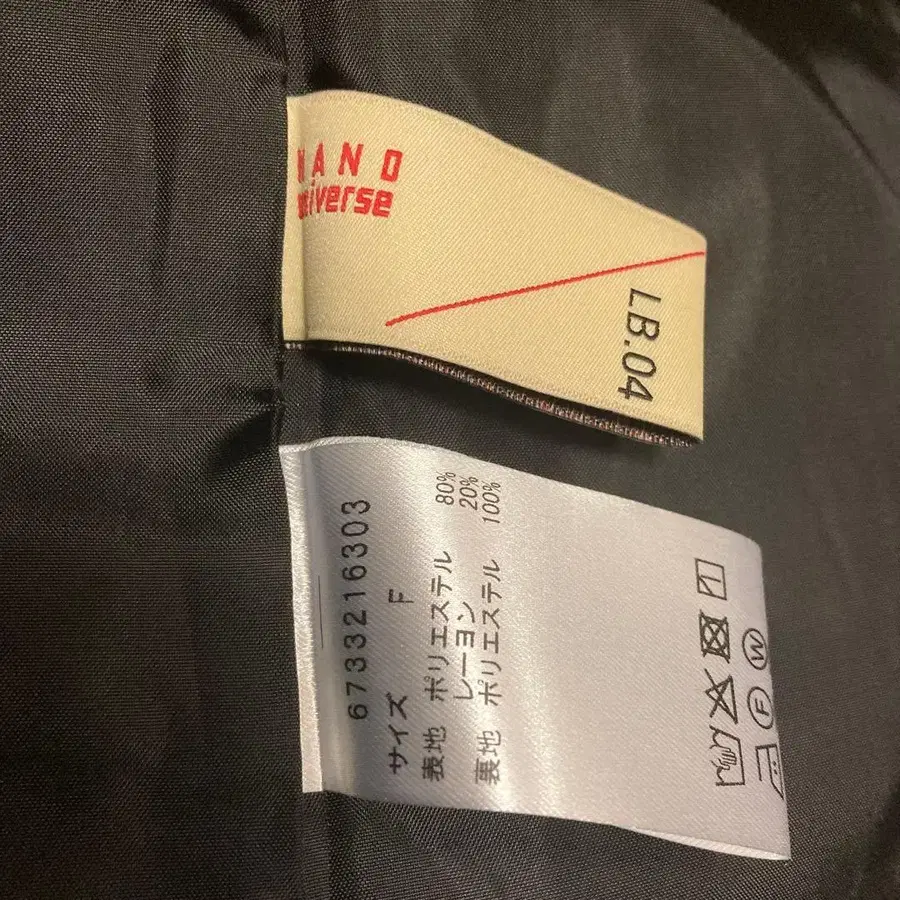 NANO
universe
LB.04
6733216303
サイズ F
表地 ポリエステル 80%
レーヨン 20%
裏地 ポリエステル 100%
F W